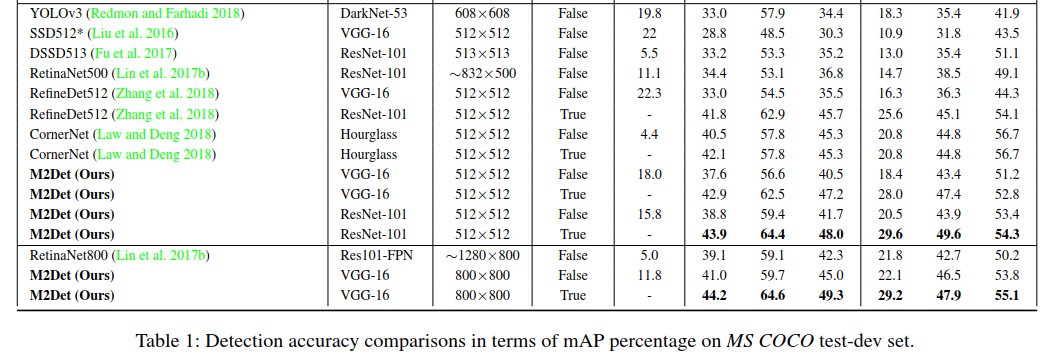 YOLOv3 (Redmon and Farhadi 2018) DarkNet-53 608×608 False 19.8 33.0 57.9 34.4 18.3 35.4 41.9
SSD512* (Liu et al. 2016) VGG-16 512×512 False 22 28.8 48.5 30.3 10.9 31.8 43.5
DSSD513 (Fu et al. 2017) ResNet-101 513×513 False 5.5 33.2 53.3 35.2 13.0 35.4 51.1
RetinaNet500 (Lin et al. 2017b) ResNet-101 ∼832×500 False 11.1 34.4 53.1 36.8 14.7 38.5 49.1
RefineDet512 (Zhang et al. 2018) VGG-16 512×512 False 22.3 33.0 54.5 35.5 16.3 36.3 44.3
RefineDet512 (Zhang et al. 2018) ResNet-101 512×512 True - 41.8 62.9 45.7 25.6 45.1 54.1
CornerNet (Law and Deng 2018) Hourglass 512×512 False 4.4 40.5 57.8 45.3 20.8 44.8 56.7
CornerNet (Law and Deng 2018) Hourglass 512×512 True - 42.1 57.8 45.3 20.8 44.8 56.7
M2Det (Ours) VGG-16 512×512 False 18.0 37.6 56.6 40.5 18.4 43.4 51.2
M2Det (Ours) VGG-16 512×512 True - 42.9 62.5 47.2 28.0 47.4 52.8
M2Det (Ours) ResNet-101 512×512 False 15.8 38.8 59.4 41.7 20.5 43.9 53.4
M2Det (Ours) ResNet-101 512×512 True - 43.9 64.4 48.0 29.6 49.6 54.3
RetinaNet800 (Lin et al. 2017b) Res101-FPN ∼1280×800 False 5.0 39.1 59.1 42.3 21.8 42.7 50.2
M2Det (Ours) VGG-16 800×800 False 11.8 41.0 59.7 45.0 22.1 46.5 53.8
M2Det (Ours) VGG-16 800×800 True - 44.2 64.6 49.3 29.2 47.9 55.1
Table 1: Detection accuracy comparisons in terms of mAP percentage on MS COCO test-dev set.